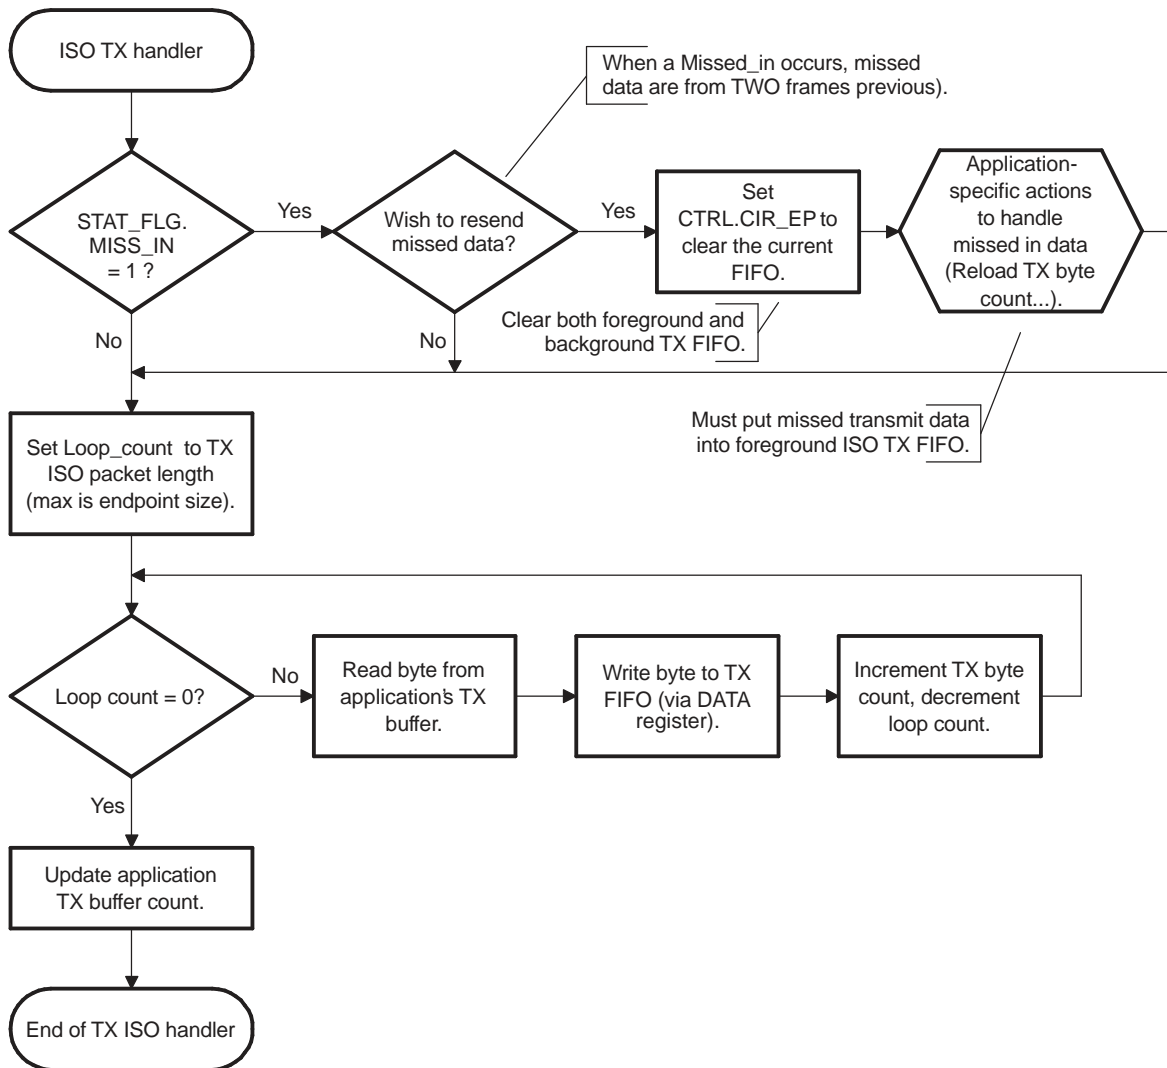 ISO TX handler
When a Missed_in occurs, missed
data are from TWO frames previous).
STAT_FLG.
MISS_IN
= 1 ?
Yes
Wish to resend
missed data?
Yes
Set
CTRL.CIR_EP to
clear the current
FIFO.
Application-
specific actions
to handle
missed in data
(Reload TX byte
count...).
No
No
Clear both foreground and
background TX FIFO.
Must put missed transmit data
into foreground ISO TX FIFO.
Set Loop_count to TX
ISO packet length
(max is endpoint size).
Loop count = 0?
No
Read byte from
application's TX
buffer.
Write byte to TX
FIFO (via DATA
register).
Increment TX byte
count, decrement
loop count.
Yes
Update application
TX buffer count.
End of TX ISO handler